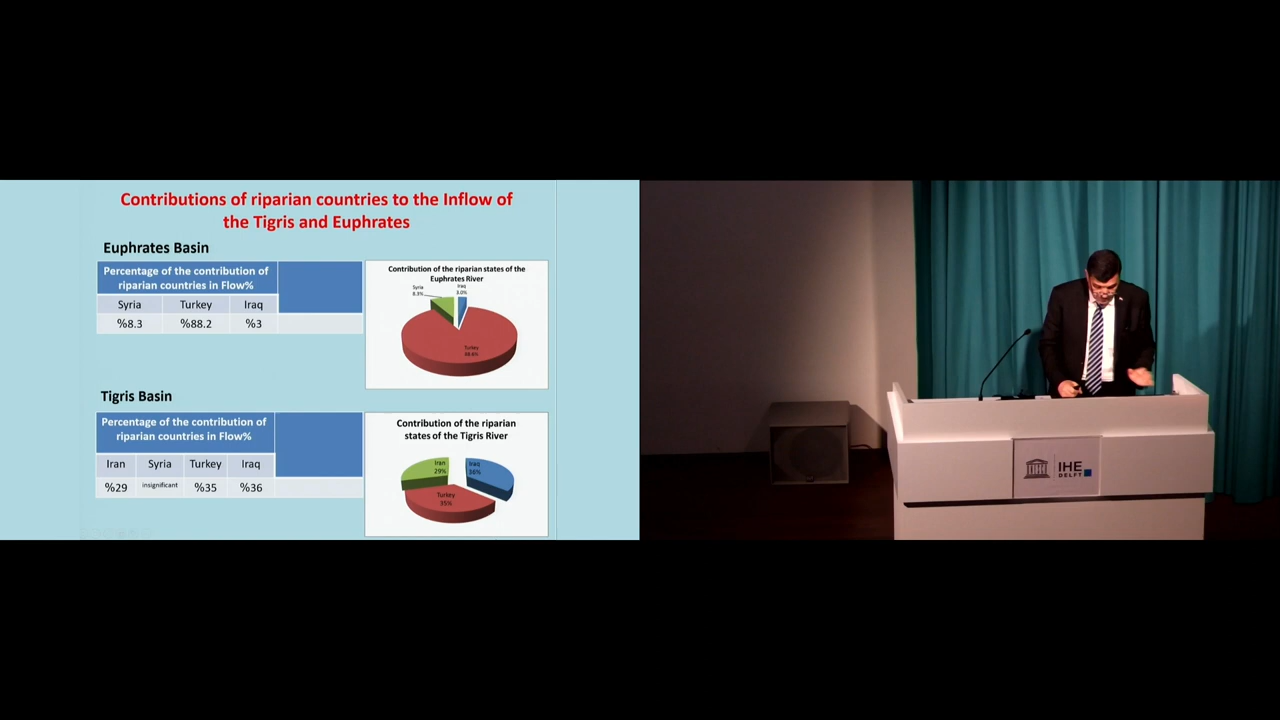 Contributions of riparian countries to the Inflow of
the Tigris and Euphrates
Euphrates Basin
Percentage of the contribution of
riparian countries in Flow%
Syria Turkey Iraq
%8.3 %88.2 %3
Contribution of the riparian states of the
Euphrates River
Syria
8.3%
Iraq
3.0%
Turkey
Tigris Basin
Percentage of the contribution of
riparian countries in Flow%
Iran Syria Turkey Iraq
%29 insignificant %35 %36
Contribution of the riparian
states of the Tigris River
Iran
29%
Iraq
36%
Turkey
35%
IHE
DELFT